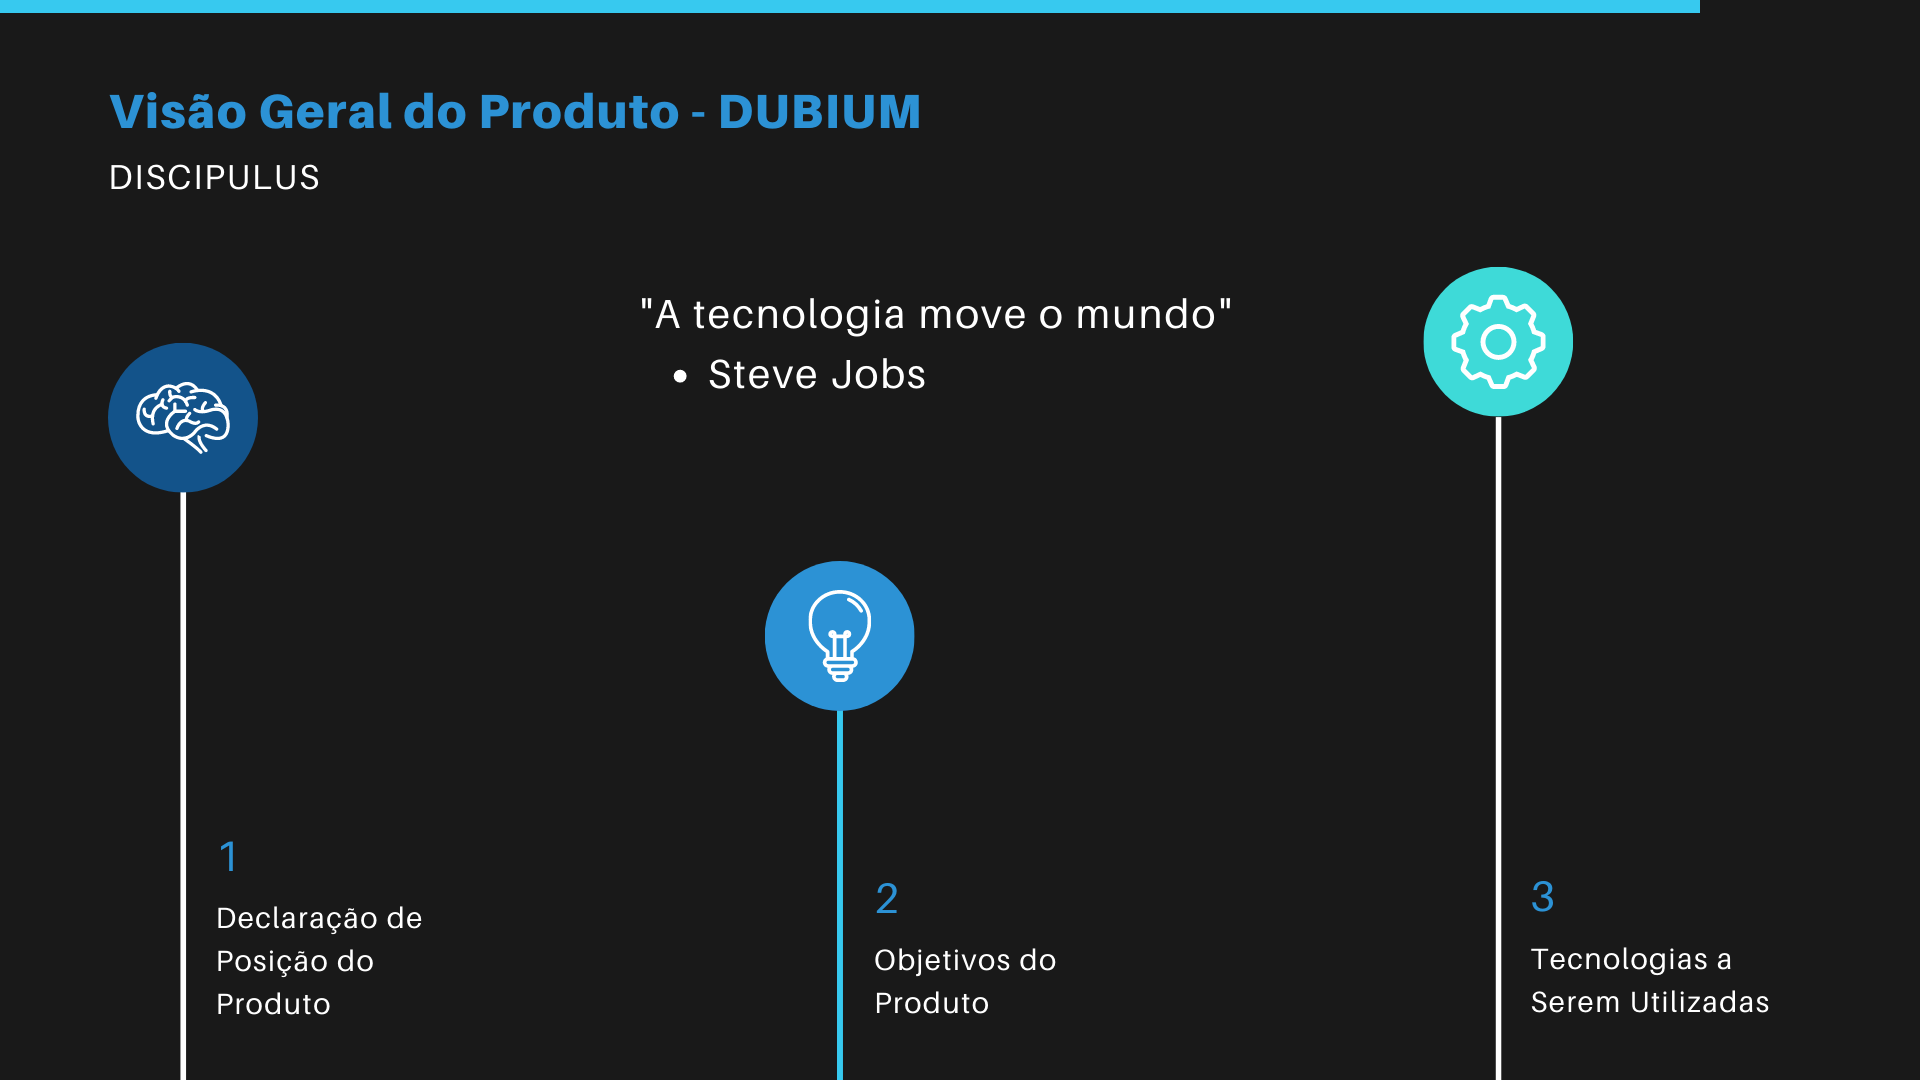 Visão Geral do Produto - DUBIUM
DISCIPULUS
"A tecnologia move o mundo"
• Steve Jobs
1
Declaração de
Posição do
Produto
2
Objetivos do
Produto
3
Tecnologias a
Serem Utilizadas